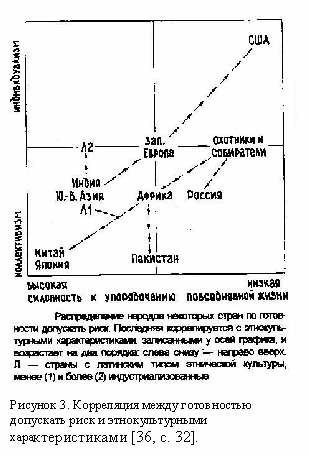 США
индивидуализм
Л2
Зап.
Европа
Охотники и
собиратели
Индия
Ю.-В. Азия
Африка
Россия
Л1
Китай
Япония
Пакистан
коллективизм
высокая
низкая
склонность к упорядочению повседневной жизни
Распределение народов некоторых стран по готов-
ности допускать риск. Последняя коррелируется с этнокуль-
турными характеристиками, записанными у осей графика, и
возрастает на два порядка: слева снизу — направо вверх.
Л — страны с латинским типом этнической культуры,
менее (1) и более (2) индустриализованные
Рисунок 3. Корреляция между готовностью
допускать риск и этнокультурными
характеристиками [36, с. 32].